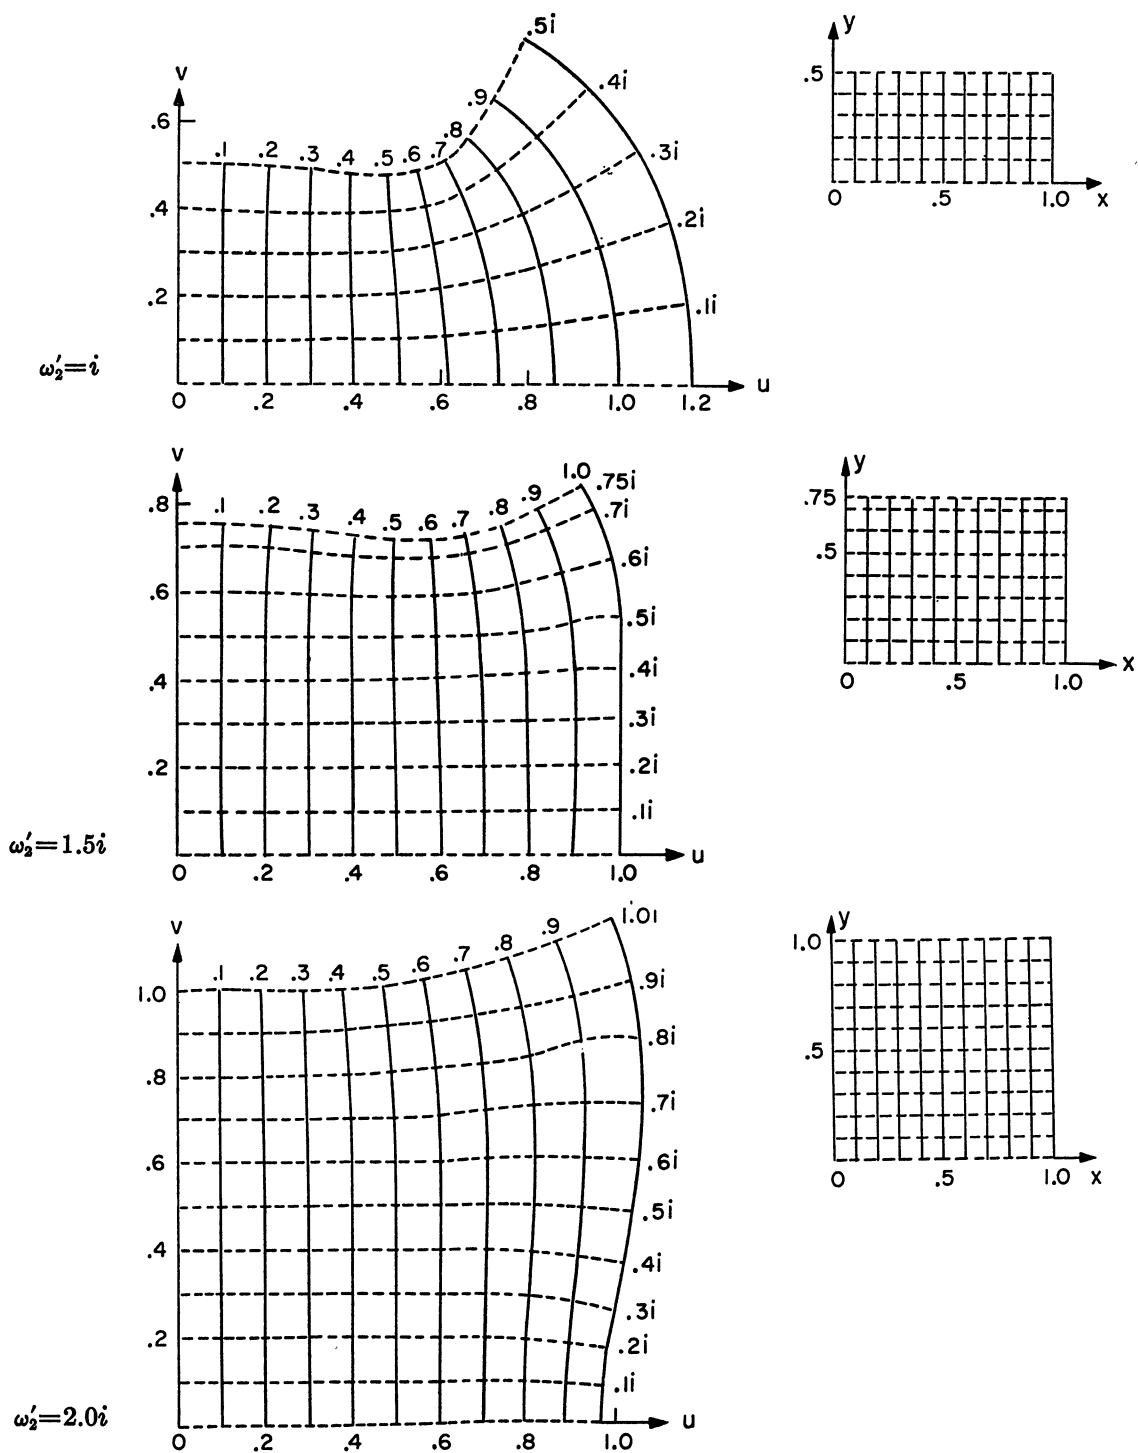 v
.6
.4
.2
0
.2
.4
.6
.8
1.0
1.2
u
.1
.2
.3
.4
.5
.6
.7
.8
.9
.5i
.4i
.3i
.2i
.1i
ω₂′=i
y
.5
0
.5
1.0
x
v
.8
.6
.4
.2
0
.2
.4
.6
.8
1.0
u
.1
.2
.3
.4
.5
.6
.7
.8
.9
1.0
.75i
.7i
.6i
.5i
.4i
.3i
.2i
.1i
ω₂′=1.5i
y
.75
.5
0
.5
1.0
x
v
1.0
.8
.6
.4
.2
0
.2
.4
.6
.8
1.0
u
.1
.2
.3
.4
.5
.6
.7
.8
.9
1.0i
.9i
.8i
.7i
.6i
.5i
.4i
.3i
.2i
.1i
ω₂′=2.0i
y
1.0
.5
0
.5
1.0
x